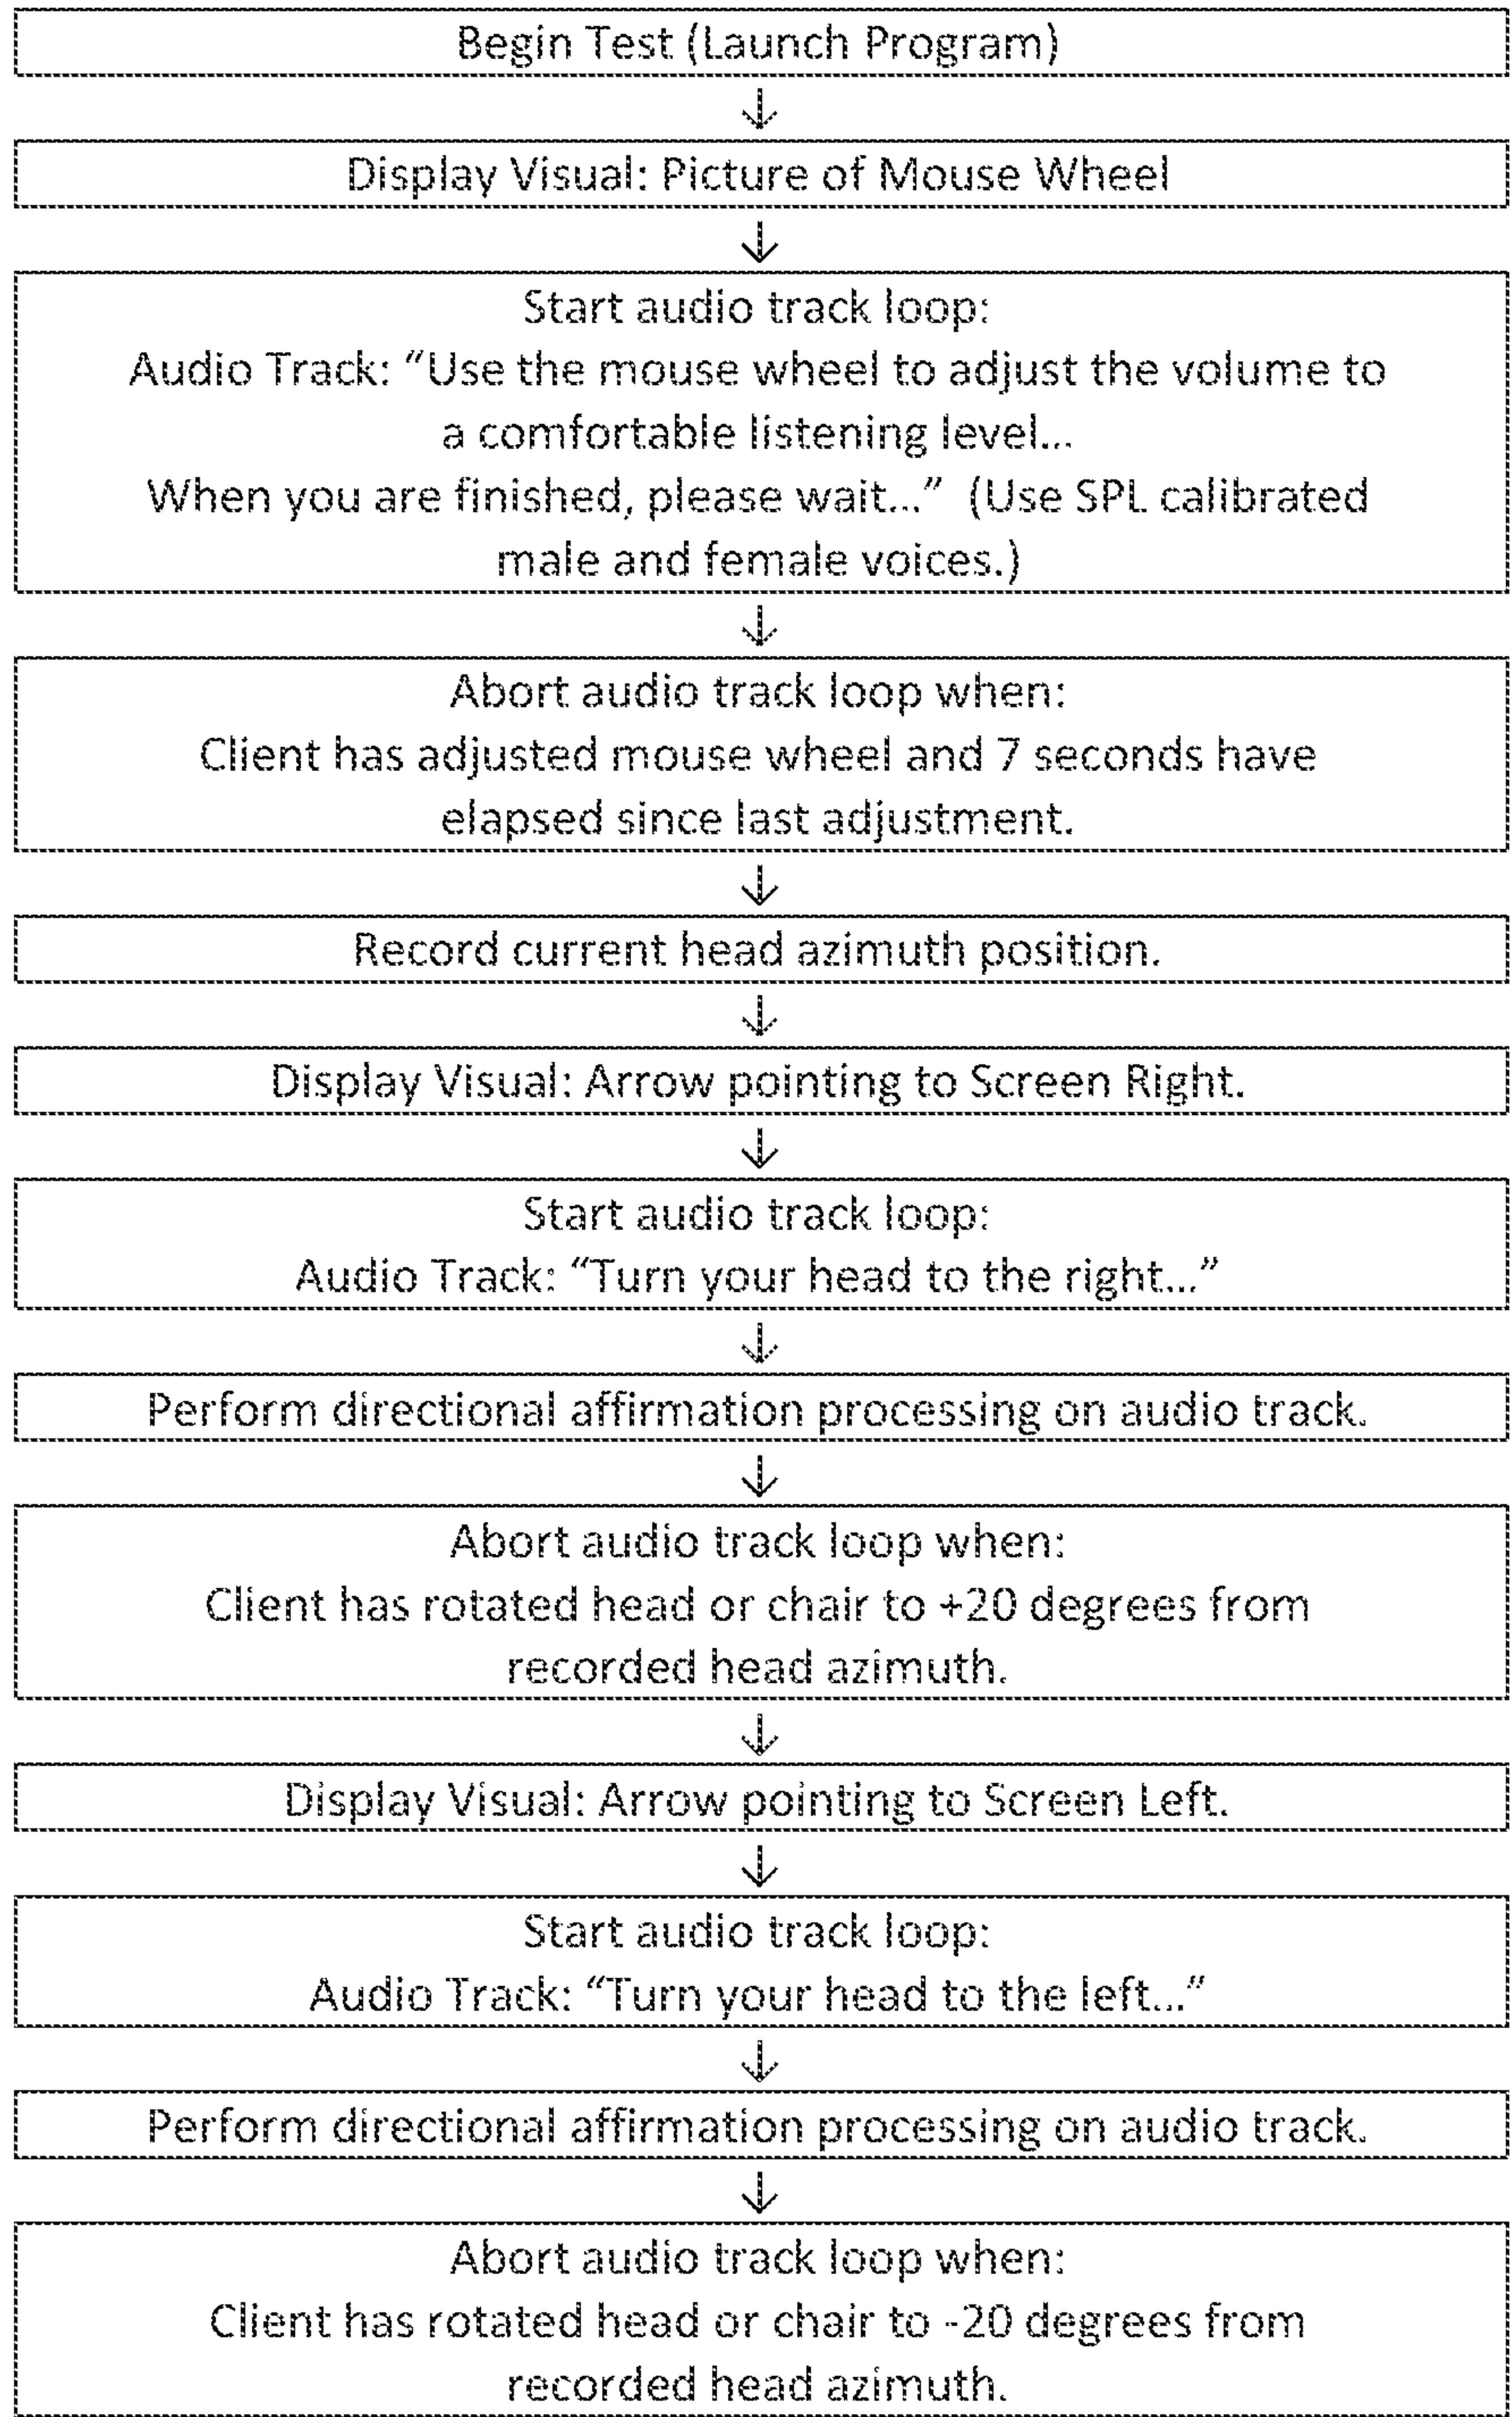 Begin Test (Launch Program)
Display Visual: Picture of Mouse Wheel
Start audio track loop:
Audio Track: “Use the mouse wheel to adjust the volume to
a comfortable listening level...
When you are finished, please wait...” (Use SPL calibrated
male and female voices.)
Abort audio track loop when:
Client has adjusted mouse wheel and 7 seconds have
elapsed since last adjustment.
Record current head azimuth position.
Display Visual: Arrow pointing to Screen Right.
Start audio track loop:
Audio Track: “Turn your head to the right...”
Perform directional affirmation processing on audio track.
Abort audio track loop when:
Client has rotated head or chair to +20 degrees from
recorded head azimuth.
Display Visual: Arrow pointing to Screen Left.
Start audio track loop:
Audio Track: “Turn your head to the left...”
Perform directional affirmation processing on audio track.
Abort audio track loop when:
Client has rotated head or chair to -20 degrees from
recorded head azimuth.